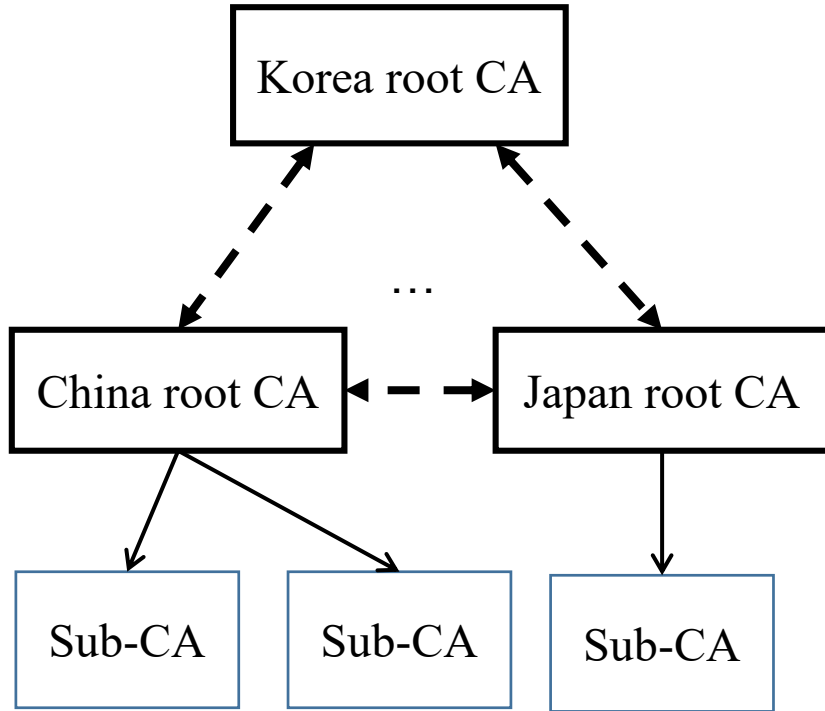 Korea root CA
...
China root CA
Japan root CA
Sub-CA
Sub-CA
Sub-CA